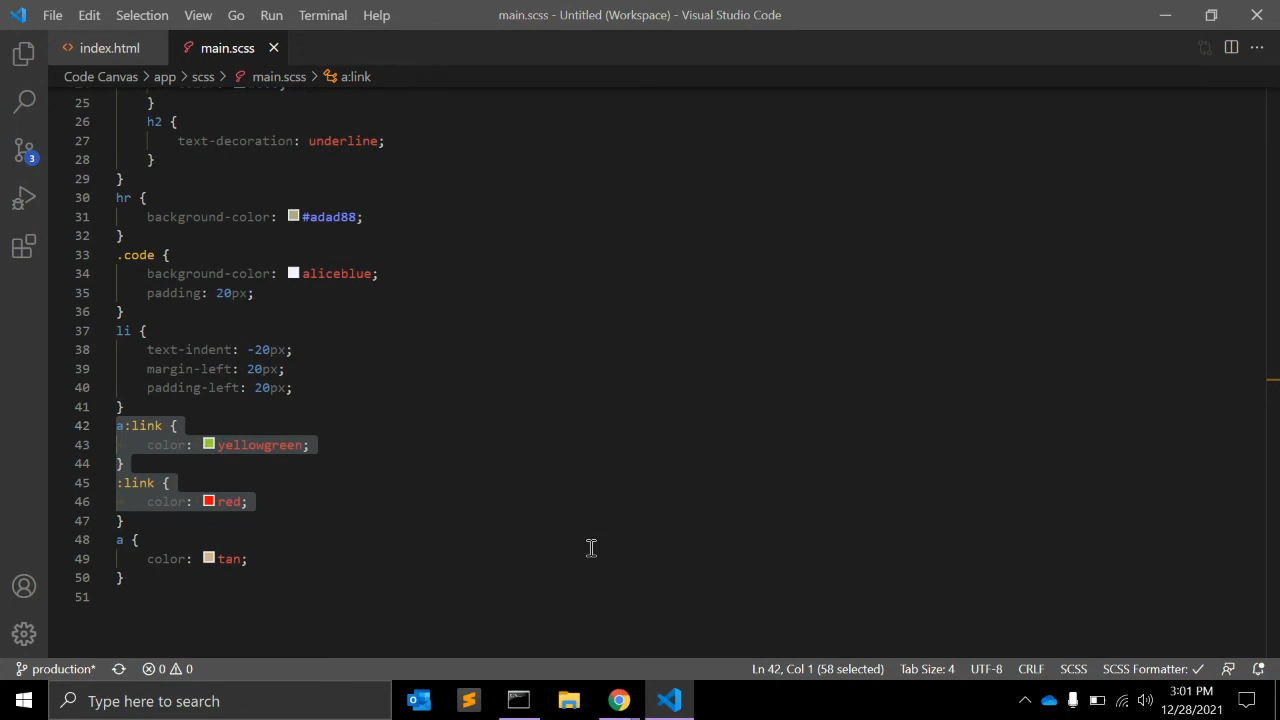 File Edit Selection View Go Run Terminal Help main.scss - Untitled (Workspace) - Visual Studio Code
index.html main.scss
Code Canvas > app > scss > main.scss > a:link
25 }
26 h2 {
27 text-decoration: underline;
28 }
29 }
30 hr {
31 background-color: #adad88;
32 }
33 .code {
34 background-color: aliceblue;
35 padding: 20px;
36 }
37 li {
38 text-indent: -20px;
39 margin-left: 20px;
40 padding-left: 20px;
41 }
42 a:link {
43 color: yellowgreen;
44 }
45 :link {
46 color: red;
47 }
48 a {
49 color: tan;
50 }
51
3
production* 0 0 Ln 42, Col 1 (58 selected) Tab Size: 4 UTF-8 CRLF SCSS SCSS Formatter:
Type here to search
3:01 PM
12/28/2021